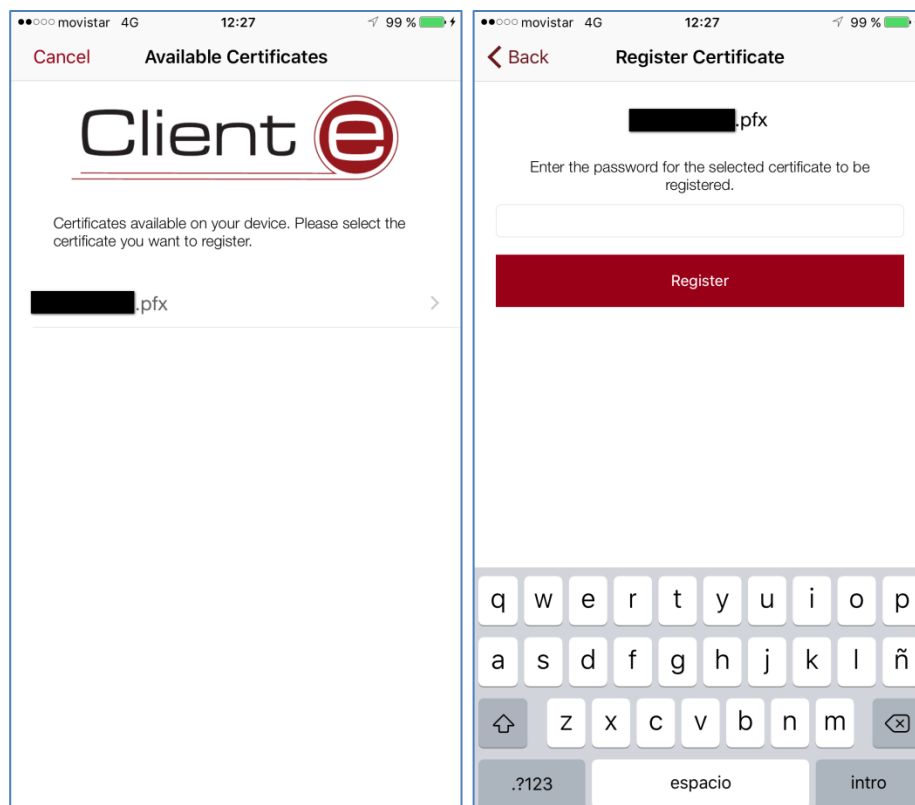 movistar 4G 12:27 99 %
Cancel Available Certificates
Client e
Certificates available on your device. Please select the
certificate you want to register.
.pfx
movistar 4G 12:27 99 %
Back Register Certificate
.pfx
Enter the password for the selected certificate to be
registered.
Register
q w e r t y u i o p
a s d f g h j k l ñ
z x c v b n m
.?123 espacio intro